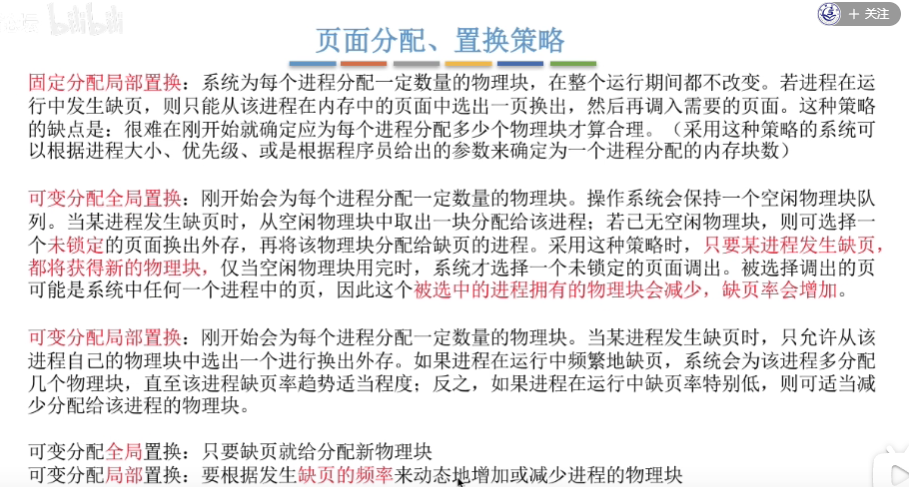 bilibili
+ 关注
页面分配、置换策略
固定分配局部置换：系统为每个进程分配一定数量的物理块，在整个运行期间都不改变。若进程在运
行中发生缺页，则只能从该进程在内存中的页面中选出一页换出，然后再调入需要的页面。这种策略
的缺点是：很难在刚开始就确定应为每个进程分配多少个物理块才算合理。（采用这种策略的系统可
以根据进程大小、优先级、或是根据程序员给出的参数来确定为一个进程分配的内存块数）
可变分配全局置换：刚开始会为每个进程分配一定数量的物理块。操作系统会保持一个空闲物理块队
列。当某进程发生缺页时，从空闲物理块中取出一块分配给该进程；若已无空闲物理块，则可选择一
个未锁定的页面换出外存，再将该物理块分配给缺页的进程。采用这种策略时，只要某进程发生缺页，
都将获得新的物理块，仅当空闲物理块用完时，系统才选择一个未锁定的页面调出。被选择调出的页
可能是系统中任何一个进程中的页，因此这个被选中的进程拥有的物理块会减少，缺页率会增加。
可变分配局部置换：刚开始会为每个进程分配一定数量的物理块。当某进程发生缺页时，只允许从该
进程自己的物理块中选出一个进行换出外存。如果进程在运行中频繁地缺页，系统会为该进程多分配
几个物理块，直至该进程缺页率趋势适当程度；反之，如果进程在运行中缺页率特别低，则可适当减
少分配给该进程的物理块。
可变分配全局置换：只要缺页就给分配新物理块
可变分配局部置换：要根据发生缺页的频率来动态地增加或减少进程的物理块